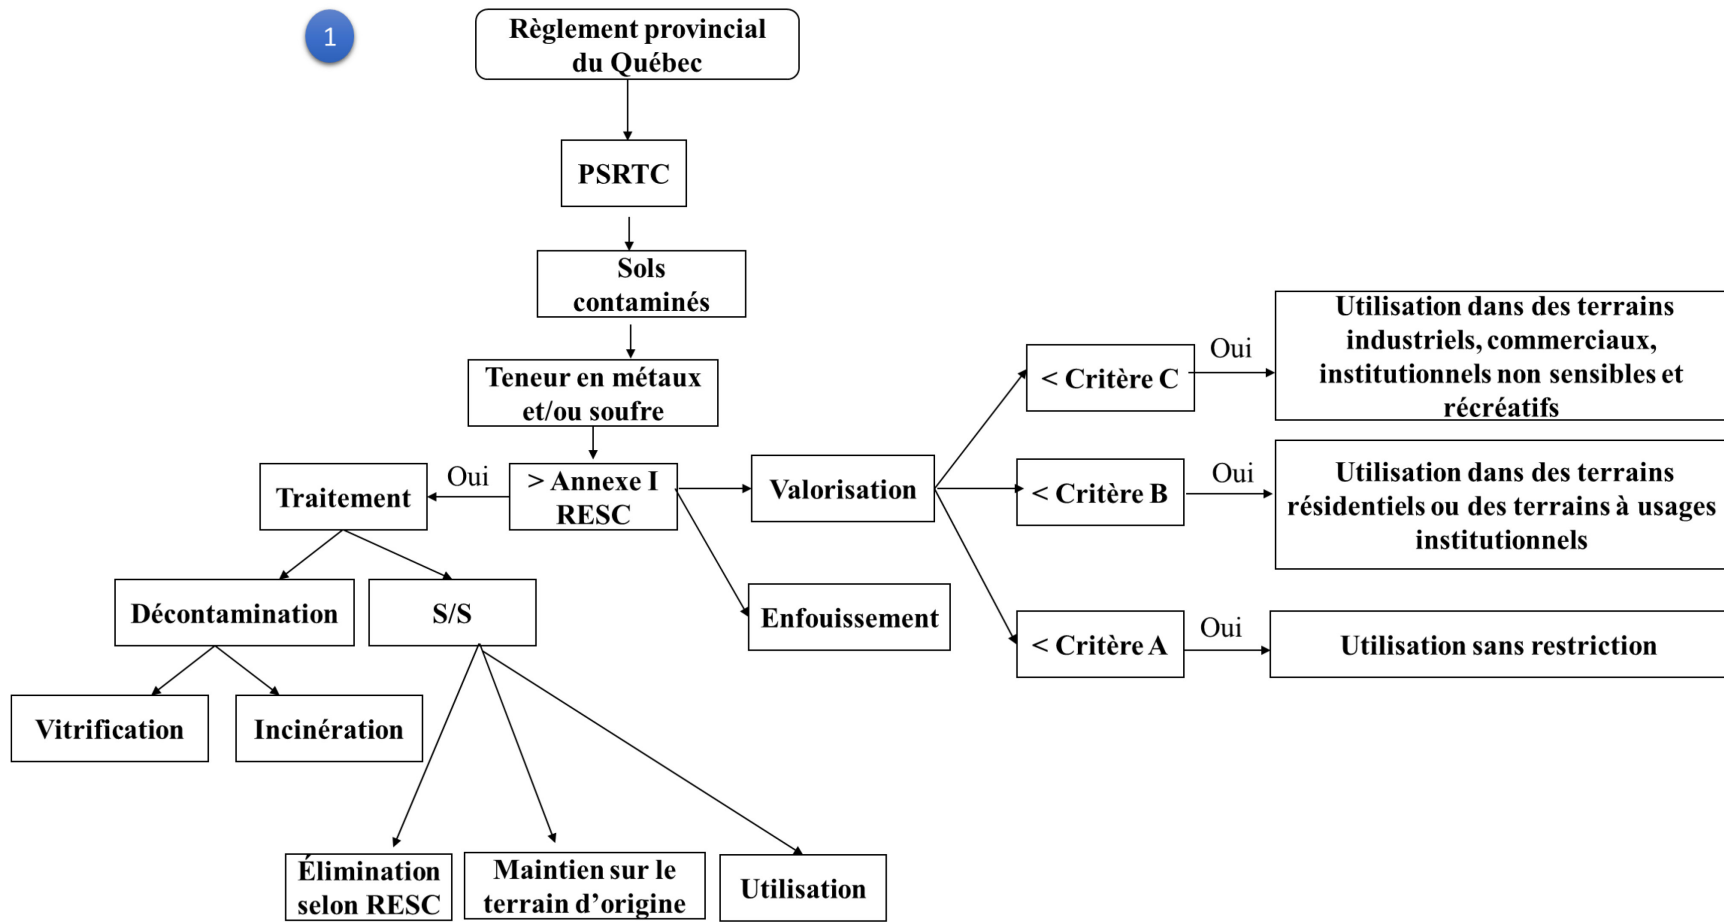 1
Règlement provincial
du Québec
PSRTC
Sols
contaminés
Teneur en métaux
et/ou soufre
> Annexe I
RESC
Oui
Traitement
Décontamination
S/S
Vitrification
Incinération
Élimination
selon RESC
Maintien sur le
terrain d'origine
Utilisation
Valorisation
Enfouissement
< Critère C
Oui
Utilisation dans des terrains
industriels, commerciaux,
institutionnels non sensibles et
récréatifs
< Critère B
Oui
Utilisation dans des terrains
résidentiels ou des terrains à usages
institutionnels
< Critère A
Oui
Utilisation sans restriction